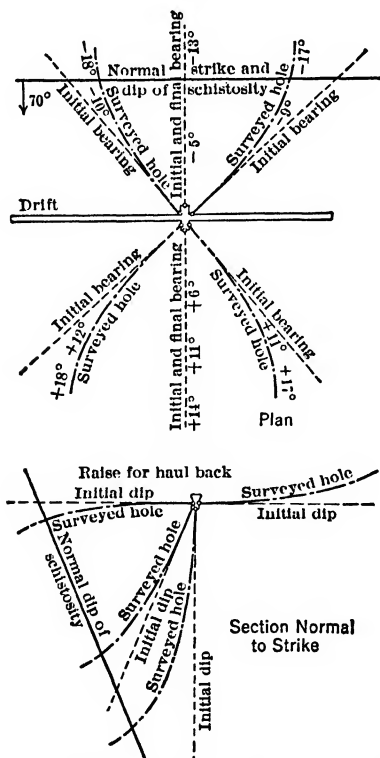 Normal strike and
dip of schistosity
70°
-18°
-10°
Surveyed hole
Initial bearing
Initial and final bearing
-13°
-5°
-17°
-9°
Surveyed hole
Initial bearing
Drift
Initial bearing
+18° +12°
Surveyed hole
Initial and final bearing
+6°
+11°
+14°
Initial bearing
+11°
+17°
Surveyed hole
Plan
Raise for haul back
Initial dip
Surveyed hole
Surveyed hole
Initial dip
Normal dip of
schistosity
Surveyed hole
Initial dip
Surveyed hole
Initial dip
Section Normal
to Strike